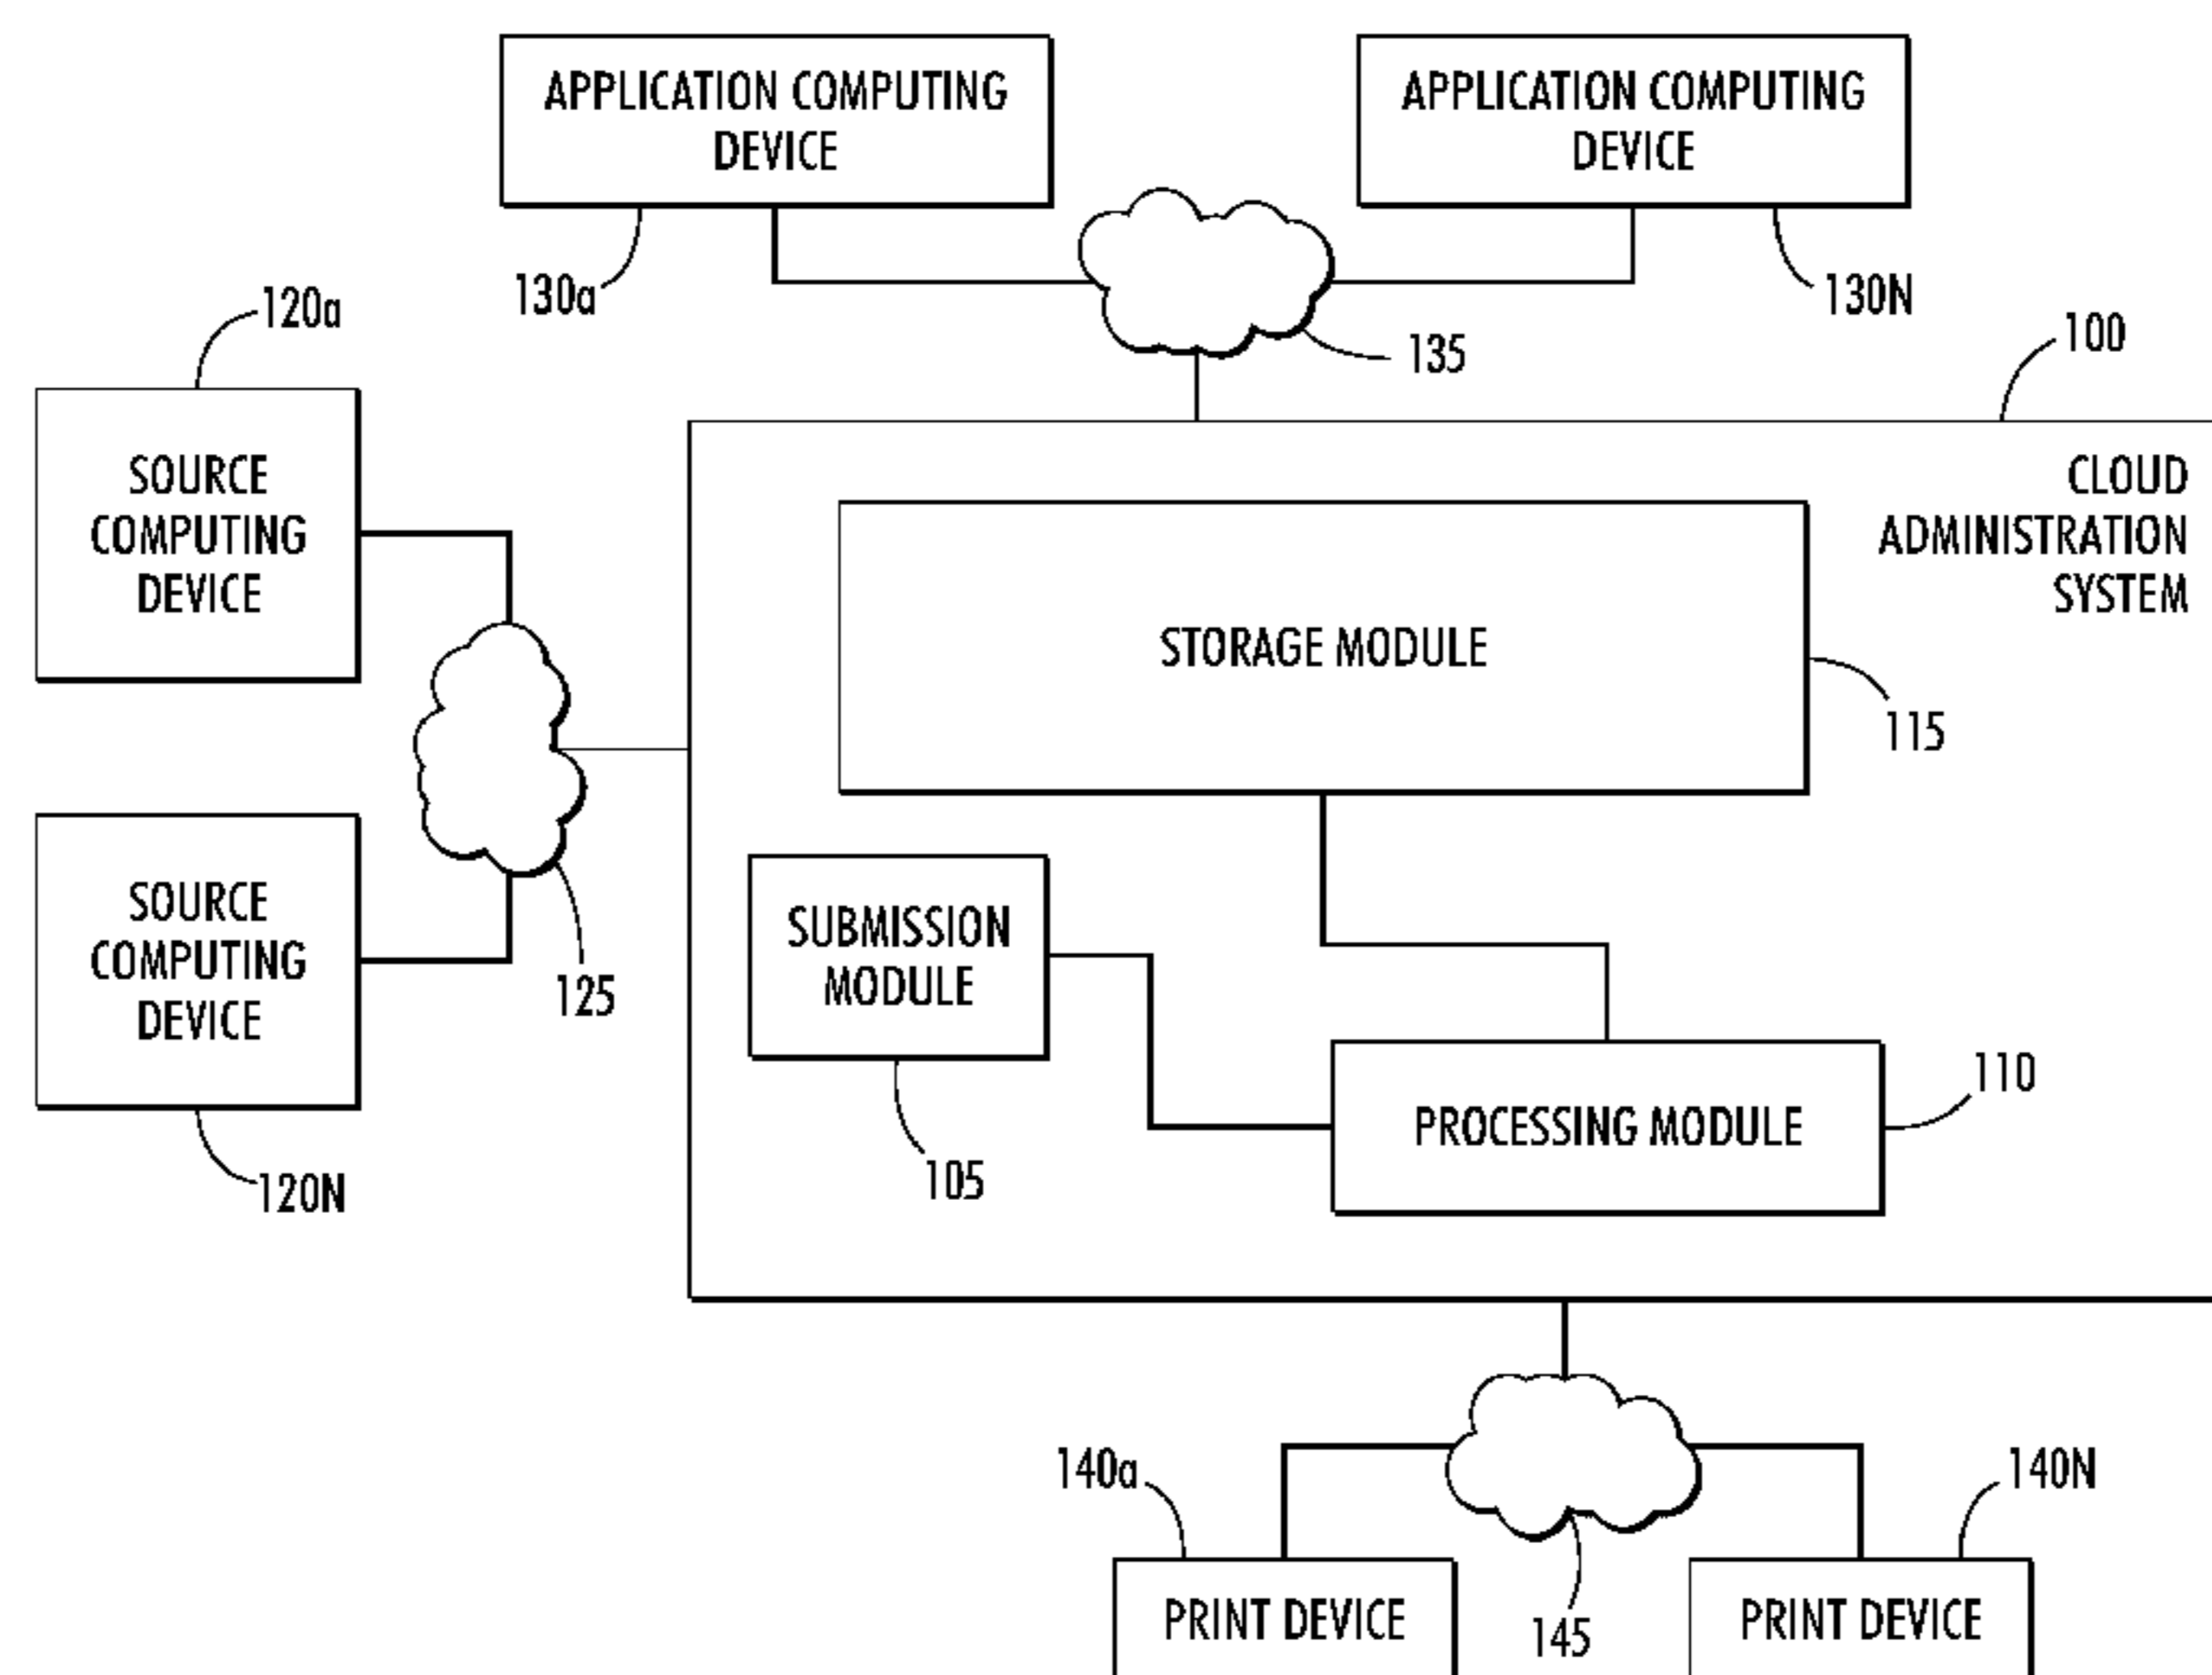 APPLICATION COMPUTING
DEVICE
APPLICATION COMPUTING
DEVICE
130a
130N
135
120a
100
SOURCE
COMPUTING
DEVICE
CLOUD
ADMINISTRATION
SYSTEM
STORAGE MODULE
115
SOURCE
COMPUTING
DEVICE
120N
125
SUBMISSION
MODULE
105
PROCESSING MODULE
110
140a
140N
PRINT DEVICE
145
PRINT DEVICE